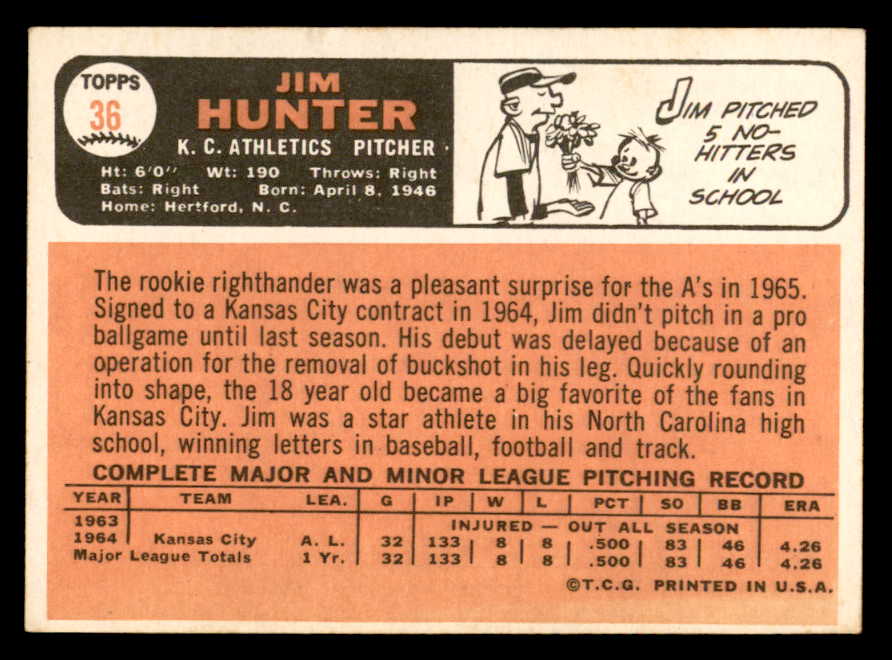 TOPPS
36
JIM
HUNTER
K. C. ATHLETICS PITCHER
Ht: 6'0" Wt: 190 Throws: Right
Bats: Right Born: April 8, 1946
Home: Hertford, N. C.
JIM PITCHED
5 NO-
HITTERS
IN
SCHOOL
The rookie righthander was a pleasant surprise for the A's in 1965.
Signed to a Kansas City contract in 1964, Jim didn't pitch in a pro
ballgame until last season. His debut was delayed because of an
operation for the removal of buckshot in his leg. Quickly rounding
into shape, the 18 year old became a big favorite of the fans in
Kansas City. Jim was a star athlete in his North Carolina high
school, winning letters in baseball, football and track.
COMPLETE MAJOR AND MINOR LEAGUE PITCHING RECORD
YEAR TEAM LEA. G IP W L PCT SO BB ERA
1963 INJURED — OUT ALL SEASON
1964 Kansas City A. L. 32 133 8 8 .500 83 46 4.26
Major League Totals 1 Yr. 32 133 8 8 .500 83 46 4.26
©T.C.G. PRINTED IN U.S.A.